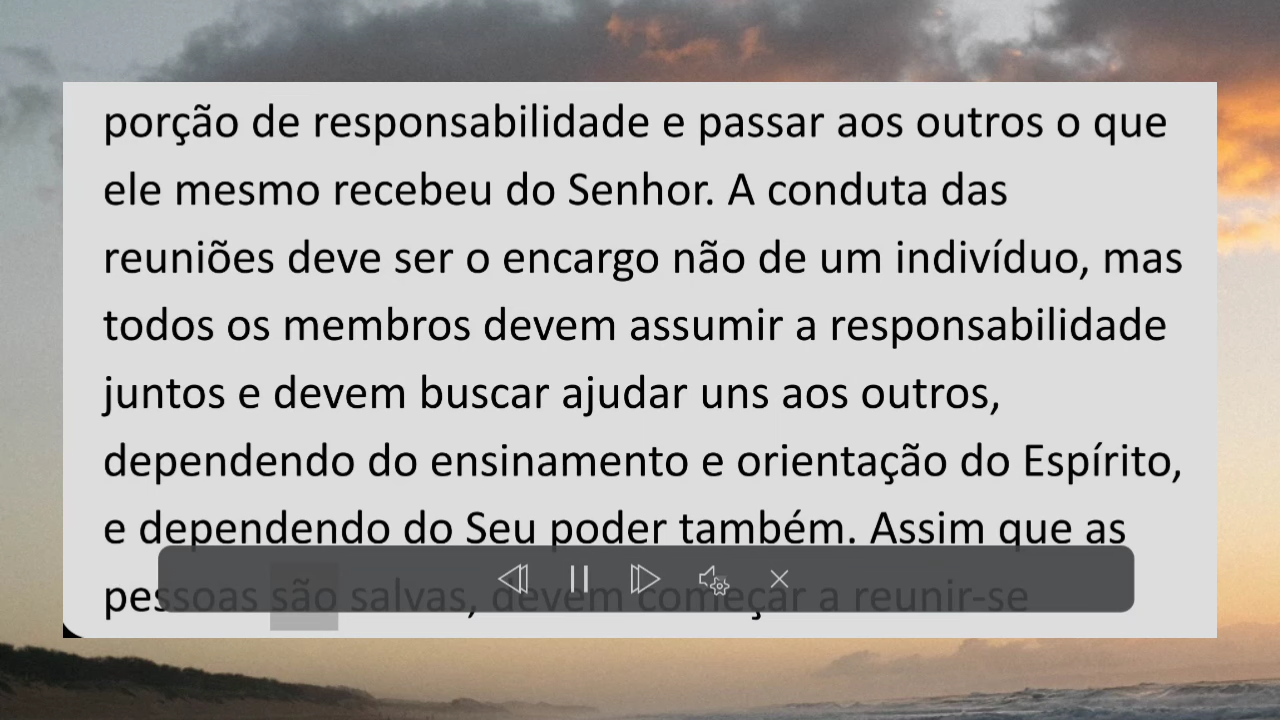 porção de responsabilidade e passar aos outros o que
ele mesmo recebeu do Senhor. A conduta das
reuniões deve ser o encargo não de um indivíduo, mas
todos os membros devem assumir a responsabilidade
juntos e devem buscar ajudar uns aos outros,
dependendo do ensinamento e orientação do Espírito,
e dependendo do Seu poder também. Assim que as
pessoas são salvas, devem começar a reunir-se